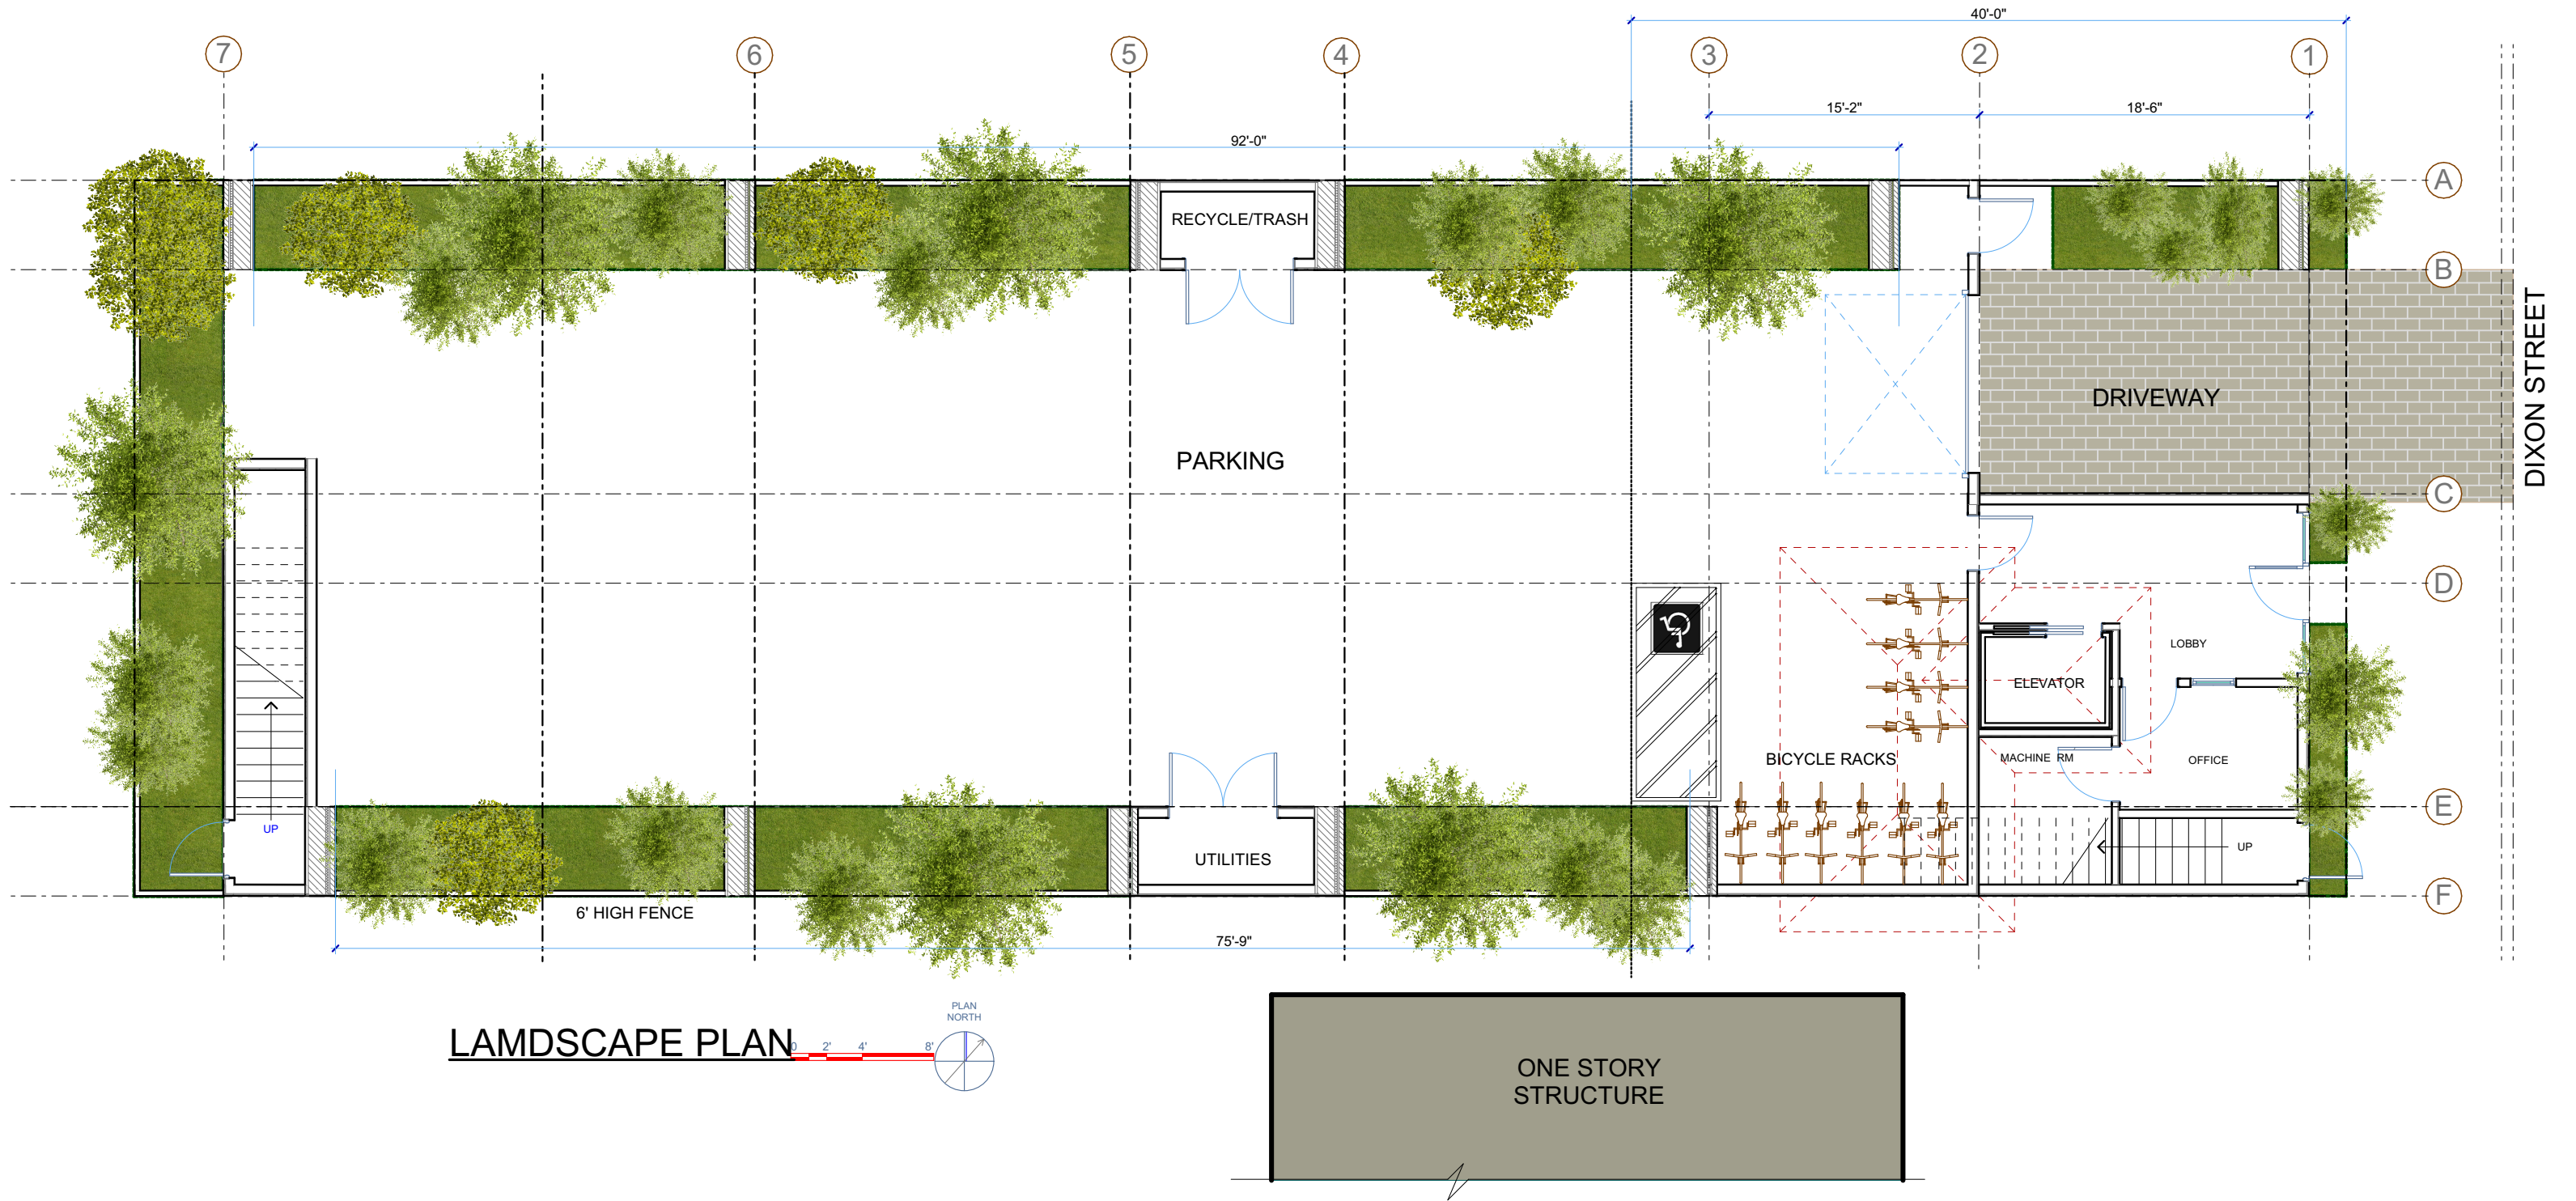 40'-0"
7
6
5
4
3
2
1
15'-2"
18'-6"
92'-0"
A
RECYCLE/TRASH
B
DIXON STREET
DRIVEWAY
PARKING
C
D
LOBBY
ELEVATOR
BICYCLE RACKS
MACHINE RM
OFFICE
E
UP
UP
UTILITIES
F
6' HIGH FENCE
75'-9"
PLAN
NORTH
LAMDSCAPE PLAN
0 2' 4' 8'
ONE STORY
STRUCTURE